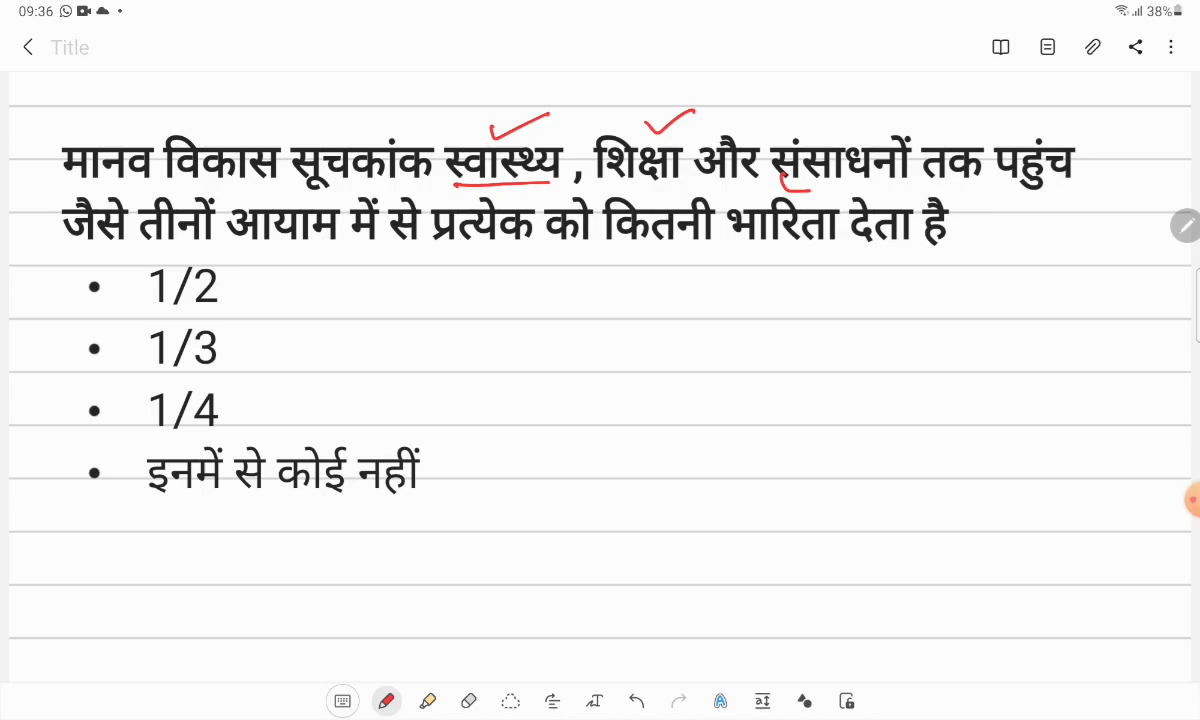 09:36
38%
Title
मानव विकास सूचकांक स्वास्थ्य , शिक्षा और संसाधनों तक पहुंच
जैसे तीनों आयाम में से प्रत्येक को कितनी भारिता देता है
• 1/2
• 1/3
• 1/4
• इनमें से कोई नहीं